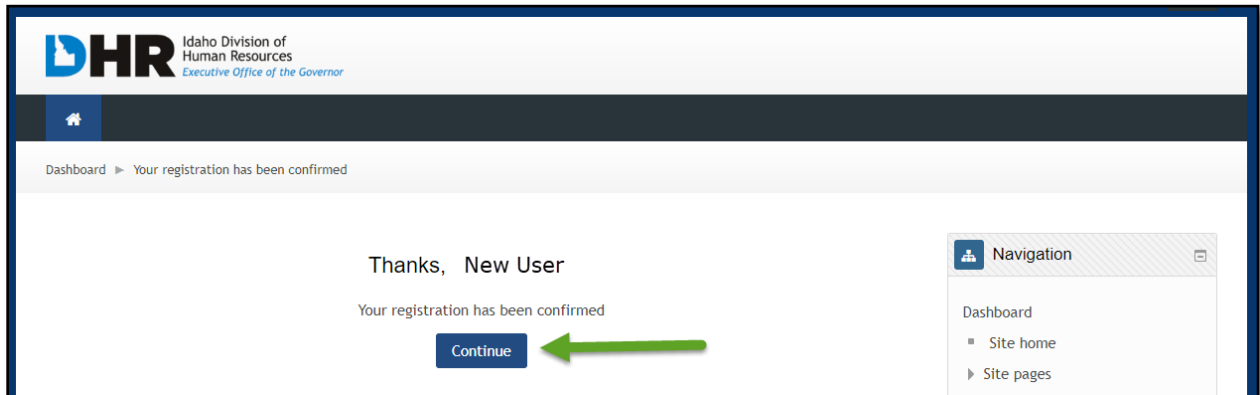 DHR
Idaho Division of
Human Resources
Executive Office of the Governor
Dashboard ► Your registration has been confirmed
Thanks, New User
Your registration has been confirmed
Continue
Navigation
Dashboard
Site home
Site pages